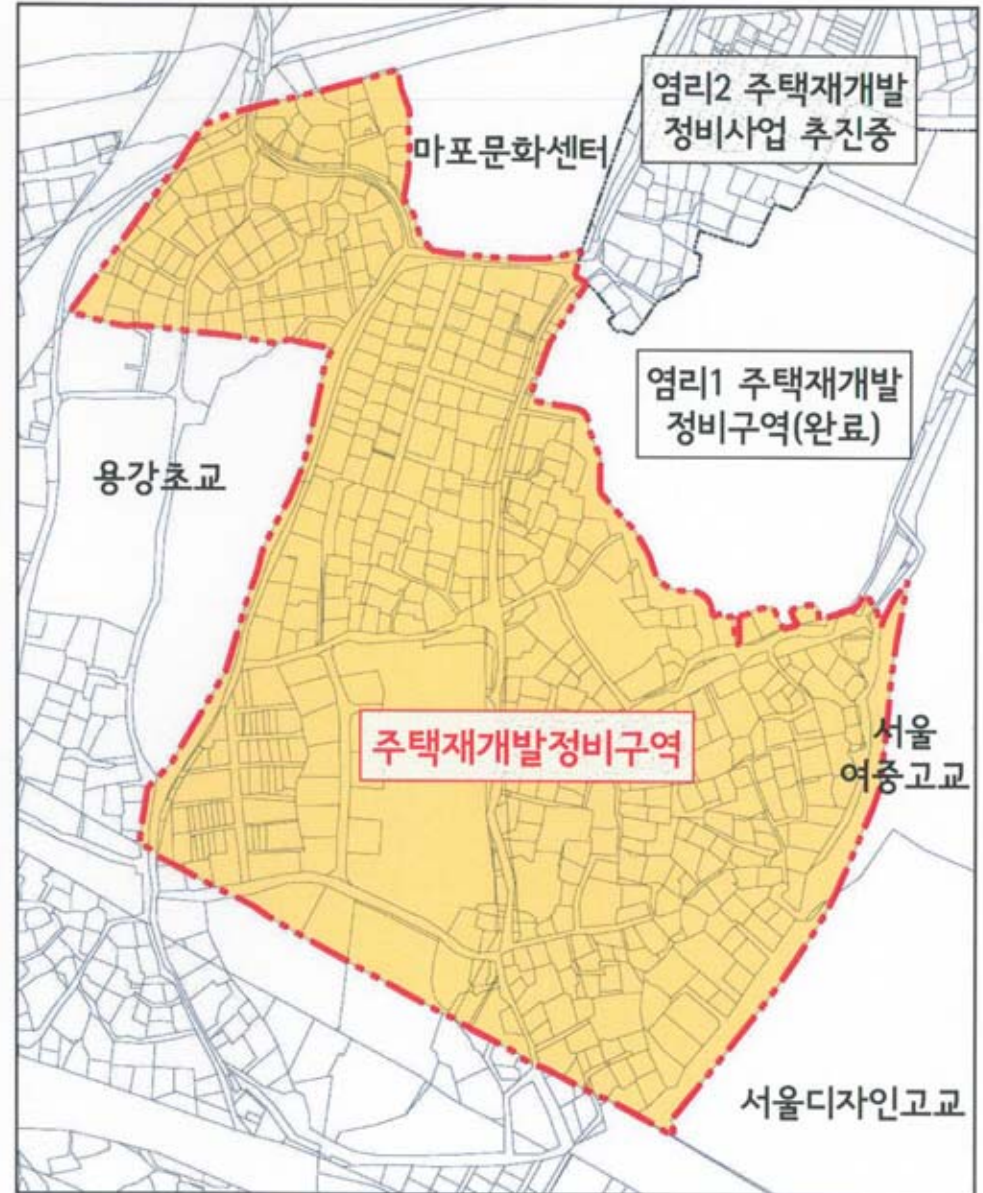 염리2 주택재개발
정비사업 추진중
마포문화센터
염리1 주택재개발
정비구역(완료)
용강초교
주택재개발정비구역
서울
여중고교
서울디자인고교